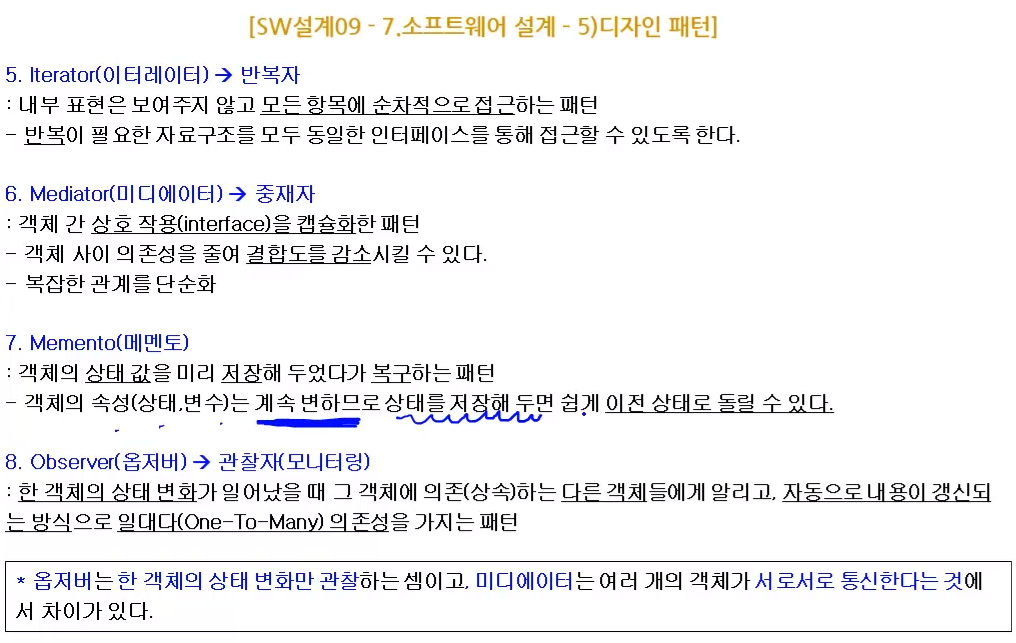 [SW설계09 - 7.소프트웨어 설계 - 5)디자인 패턴]
5. Iterator(이터레이터) → 반복자
: 내부 표현은 보여주지 않고 모든 항목에 순차적으로 접근하는 패턴
- 반복이 필요한 자료구조를 모두 동일한 인터페이스를 통해 접근할 수 있도록 한다.
6. Mediator(미디에이터) → 중재자
: 객체 간 상호 작용(interface)을 캡슐화한 패턴
- 객체 사이 의존성을 줄여 결합도를 감소시킬 수 있다.
- 복잡한 관계를 단순화
7. Memento(메멘토)
: 객체의 상태 값을 미리 저장해 두었다가 복구하는 패턴
- 객체의 속성(상태,변수)는 계속 변하므로 상태를 저장해 두면 쉽게 이전 상태로 돌릴 수 있다.
8. Observer(옵저버) → 관찰자(모니터링)
: 한 객체의 상태 변화가 일어났을 때 그 객체에 의존(상속)하는 다른 객체들에게 알리고, 자동으로 내용이 갱신되
는 방식으로 일대다(One-To-Many) 의존성을 가지는 패턴
* 옵저버는 한 객체의 상태 변화만 관찰하는 셈이고, 미디에이터는 여러 개의 객체가 서로서로 통신한다는 것에
서 차이가 있다.